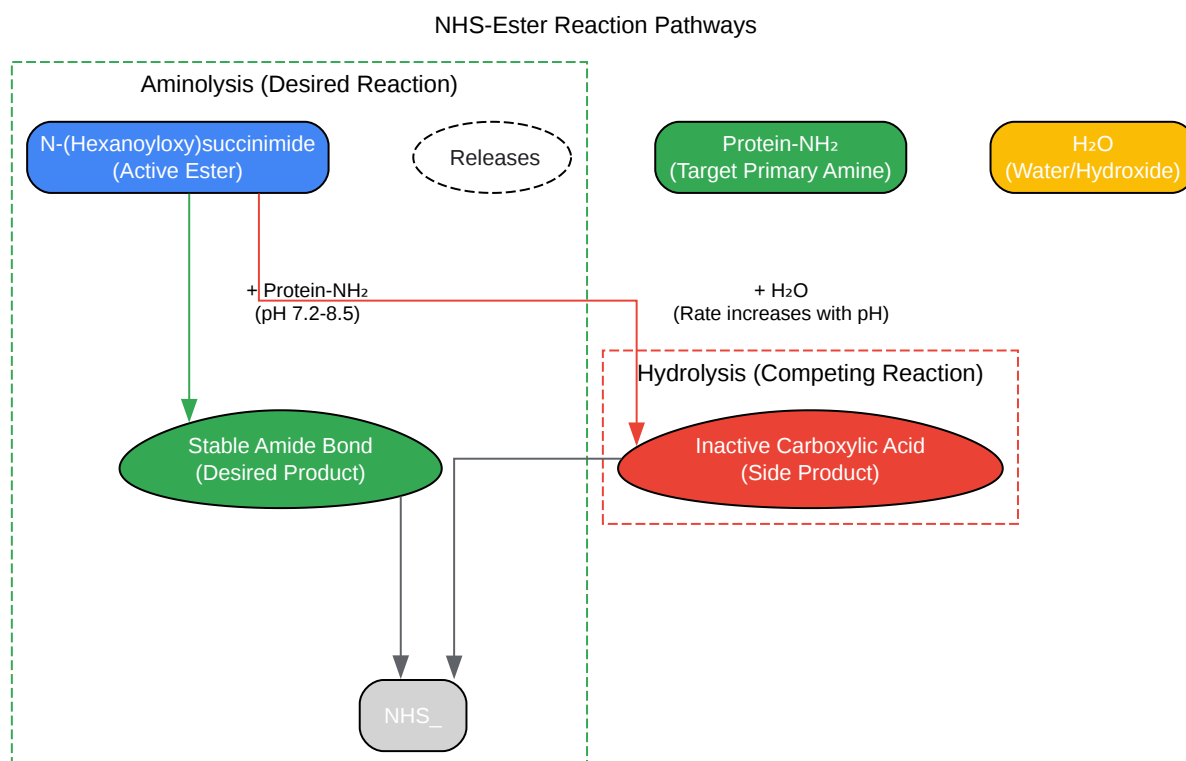 NHS-Ester Reaction Pathways
Aminolysis (Desired Reaction)
N-(Hexanoyloxy)succinimide
(Active Ester)
Releases
Protein-NH₂
(Target Primary Amine)
H₂O
(Water/Hydroxide)
+ Protein-NH₂
(pH 7.2-8.5)
+ H₂O
(Rate increases with pH)
Hydrolysis (Competing Reaction)
Stable Amide Bond
(Desired Product)
Inactive Carboxylic Acid
(Side Product)
NHS_